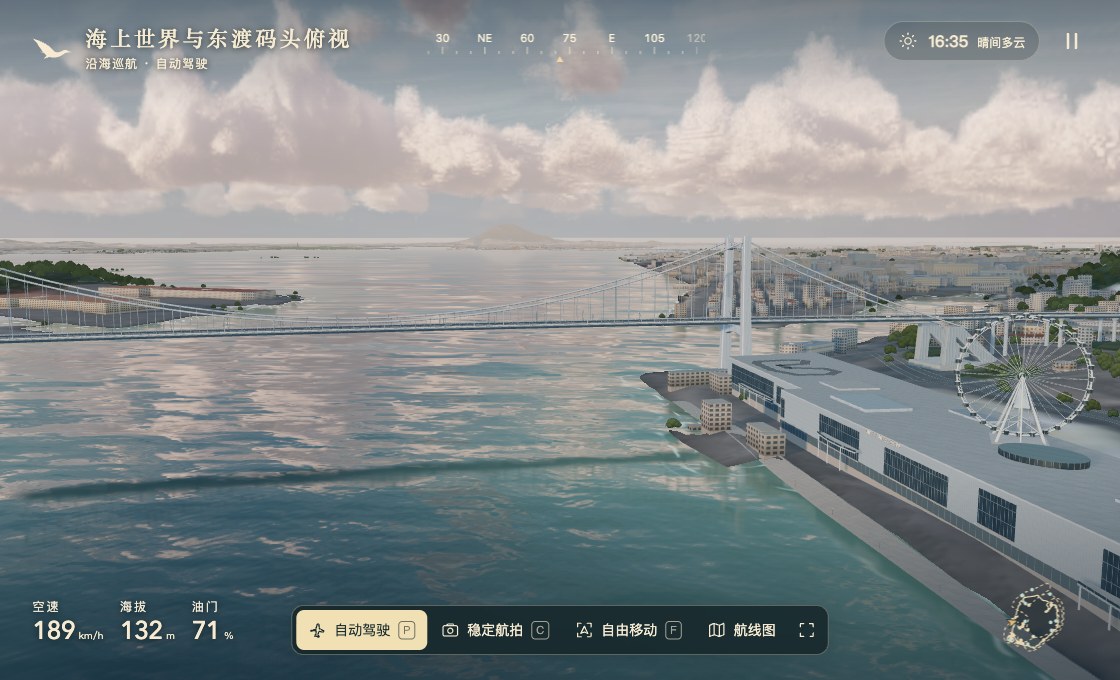 海上世界与东渡码头俯视
沿海巡航 · 自动驾驶
30 NE 60 75 E 105 120
16:35 晴间多云
空速 海拔 油门
189 km/h 132 m 71 %
自动驾驶 P 稳定航拍 C 自由移动 F 航线图